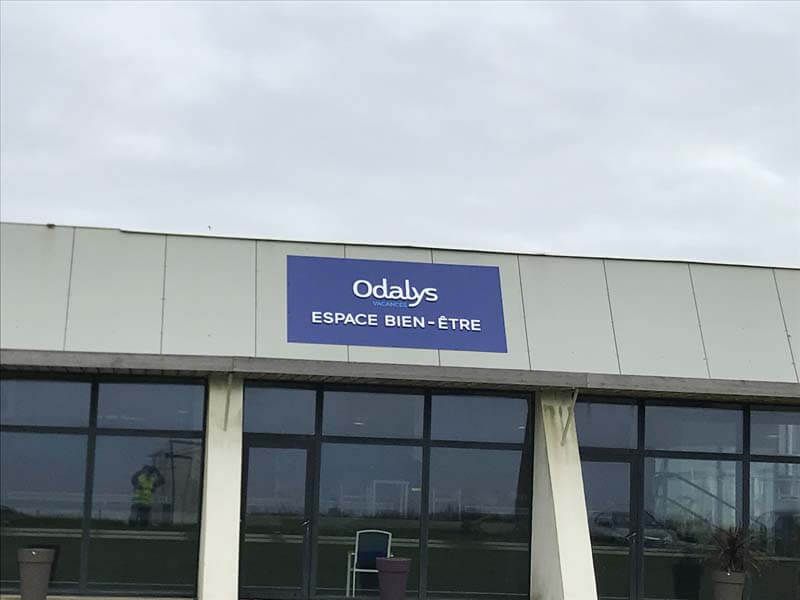 Odalys
VACANCES
ESPACE BIEN-ÊTRE